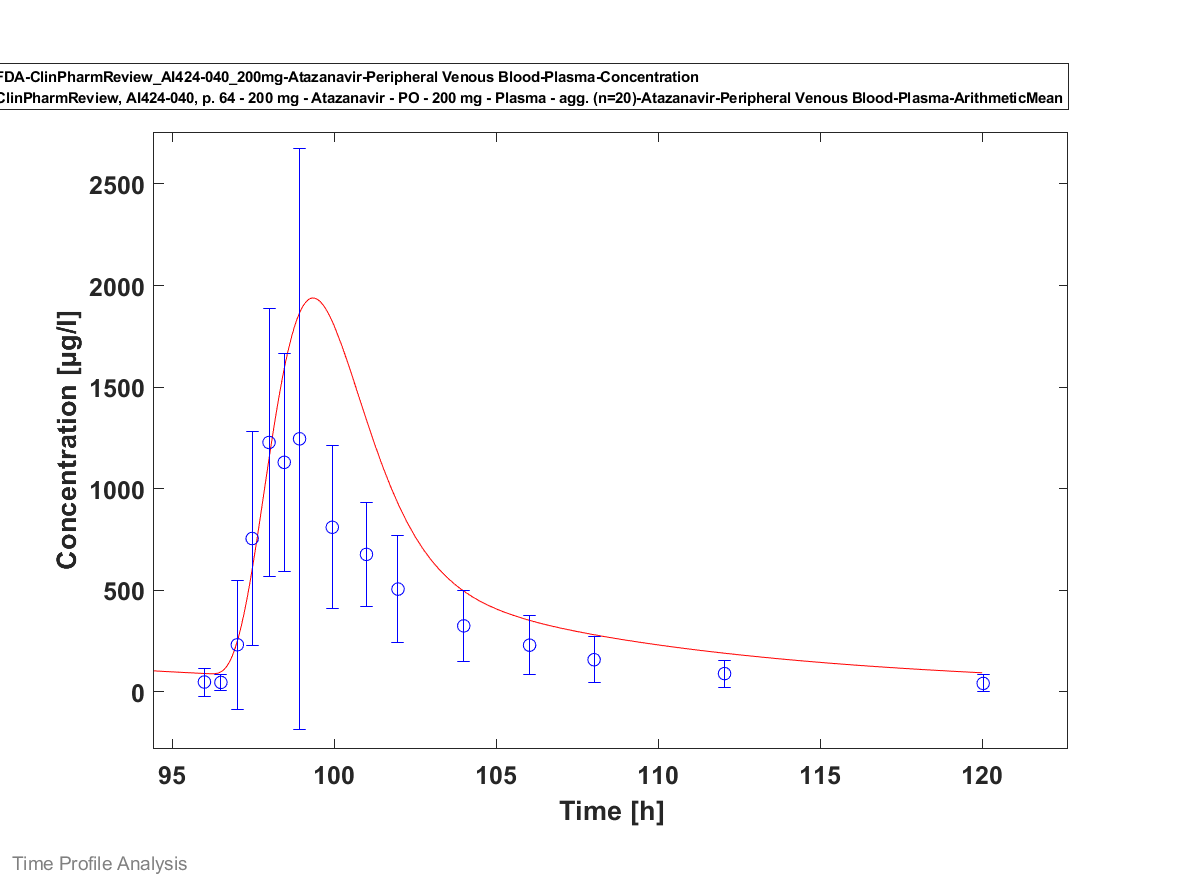 FDA-ClinPharmReview_AI424-040_200mg-Atazanavir-Peripheral Venous Blood-Plasma-Concentration
ClinPharmReview, AI424-040, p. 64 - 200 mg - Atazanavir - PO - 200 mg - Plasma - agg. (n=20)-Atazanavir-Peripheral Venous Blood-Plasma-ArithmeticMean
2500
2000
1500
1000
500
0
Concentration [µg/l]
95 100 105 110 115 120
Time [h]
Time Profile Analysis